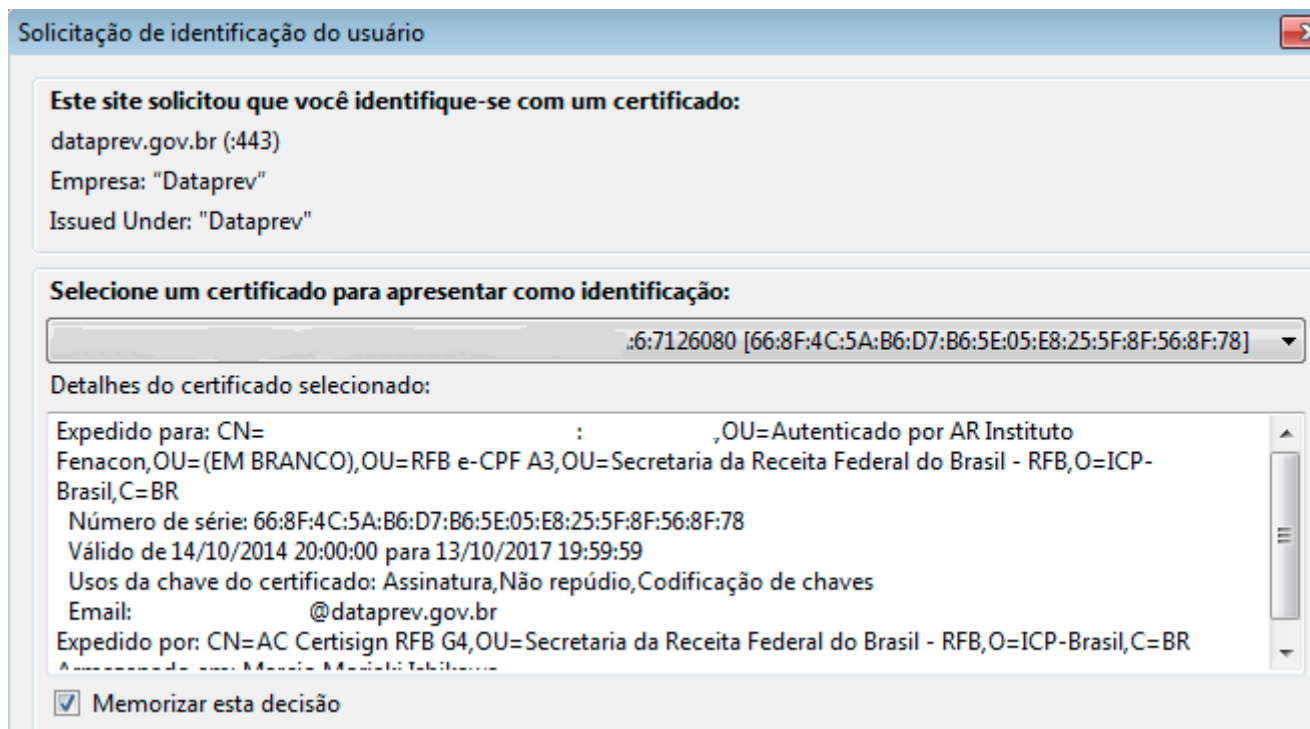 Solicitação de identificação do usuário
Este site solicitou que você identifique-se com um certificado:
dataprev.gov.br (:443)
Empresa: “Dataprev”
Issued Under: "Dataprev"
Selecione um certificado para apresentar como identificação:
.:6:7126080 [66:8F:4C:5A:B6:D7:B6:5E:05:E8:25:5F:8F:56:8F:78]
Detalhes do certificado selecionado:
Expedido para: CN= : ,OU=Autenticado por AR Instituto
Fenacon,OU=(EM BRANCO),OU=RFB e-CPF A3,OU=Secretaria da Receita Federal do Brasil - RFB,O=ICP-
Brasil,C=BR
Número de série: 66:8F:4C:5A:B6:D7:B6:5E:05:E8:25:5F:8F:56:8F:78
Válido de 14/10/2014 20:00:00 para 13/10/2017 19:59:59
Usos da chave do certificado: Assinatura,Não repúdio,Codificação de chaves
Email: @dataprev.gov.br
Expedido por: CN=AC Certisign RFB G4,OU=Secretaria da Receita Federal do Brasil - RFB,O=ICP-Brasil,C=BR
Memorizar esta decisão